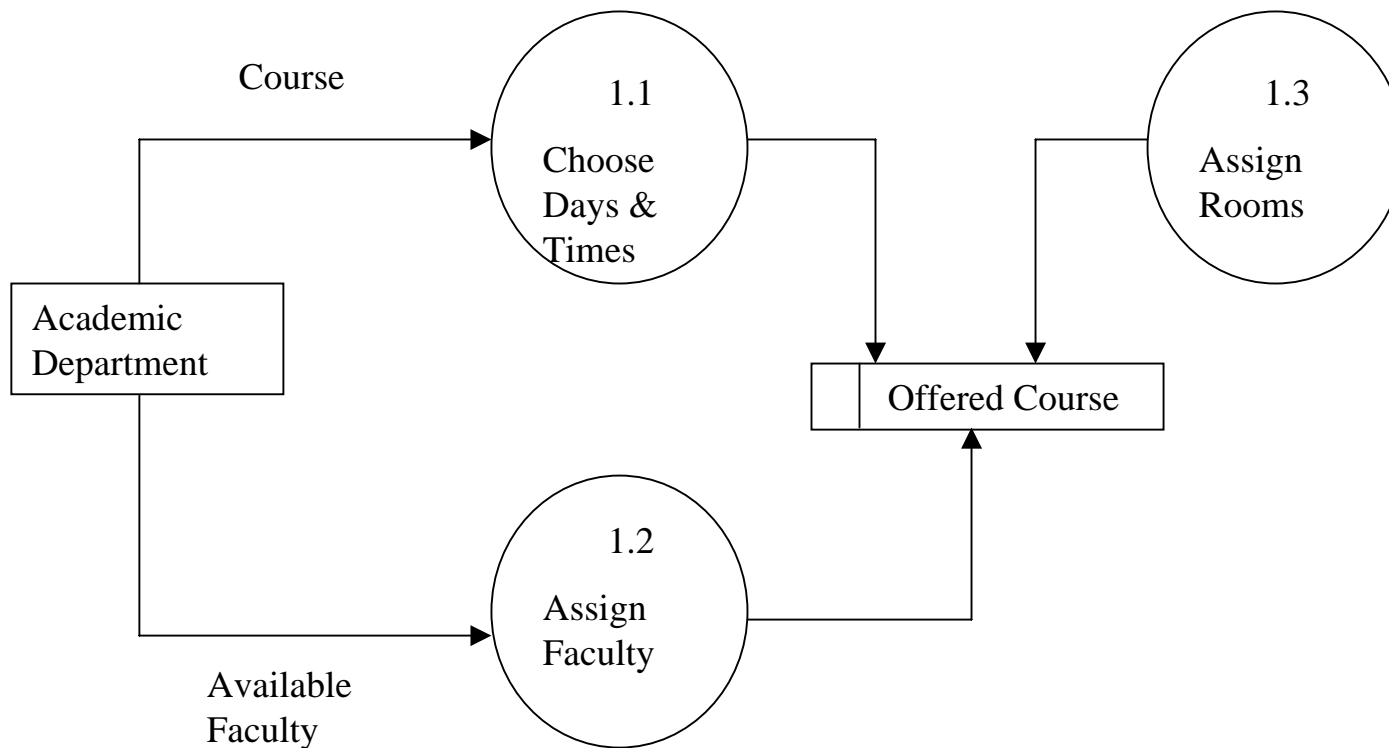 Course
1.1
Choose
Days &
Times
1.3
Assign
Rooms
Academic
Department
Offered Course
1.2
Assign
Faculty
Available
Faculty